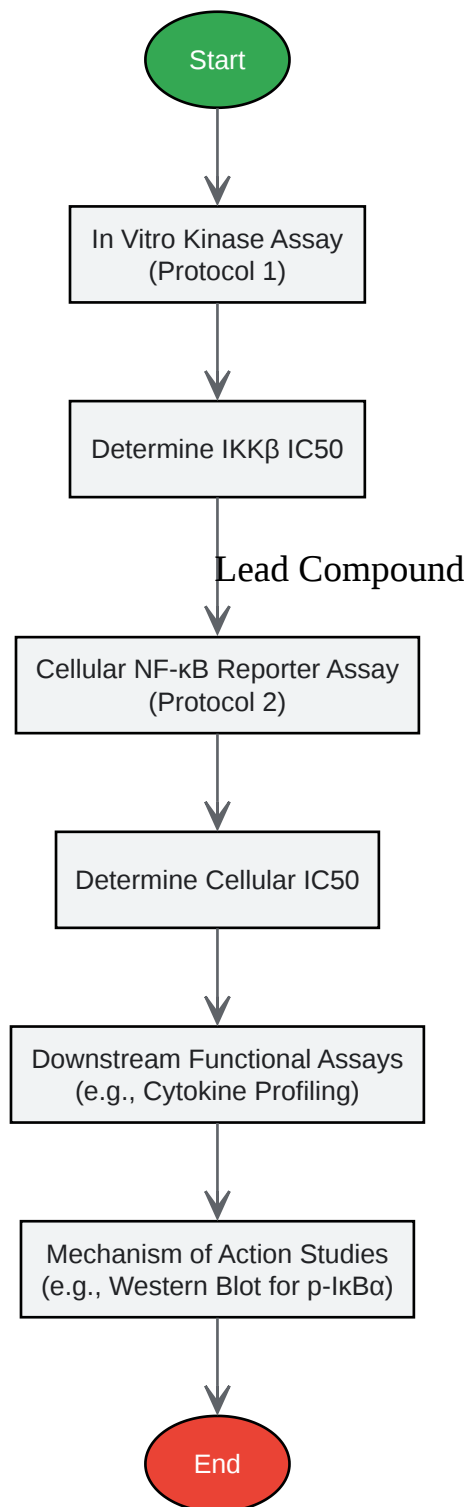 Start
In Vitro Kinase Assay
(Protocol 1)
Determine IKKβ IC50
Lead Compound
Cellular NF-κB Reporter Assay
(Protocol 2)
Determine Cellular IC50
Downstream Functional Assays
(e.g., Cytokine Profiling)
Mechanism of Action Studies
(e.g., Western Blot for p-IκBα)
End